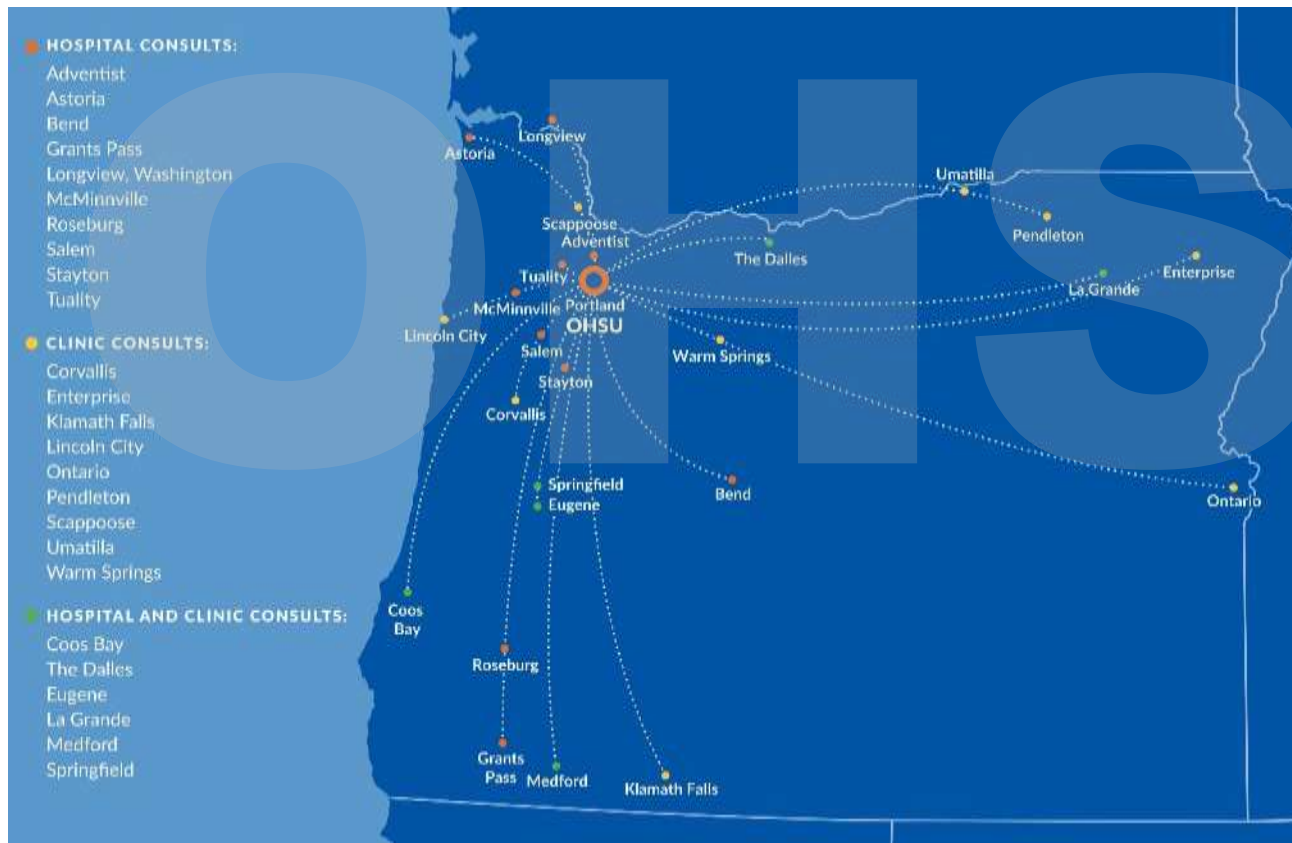 HOSPITAL CONSULTS:
Adventist
Astoria
Bend
Grants Pass
Longview, Washington
McMinnville
Roseburg
Salem
Stayton
Tuality
CLINIC CONSULTS:
Corvallis
Enterprise
Klamath Falls
Lincoln City
Ontario
Pendleton
Scappoose
Umatilla
Warm Springs
HOSPITAL AND CLINIC CONSULTS:
Coos Bay
The Dalles
Eugene
La Grande
Medford
Springfield
OHS
Longview
Astoria
Umatilla
Scappoose
Pendleton
Adventist
The Dalles
Enterprise
Tuality
La Grande
McMinnville
Portland
OHSU
Lincoln City
Salem
Warm Springs
Stayton
Corvallis
Springfield
Bend
Ontario
Eugene
Coos
Bay
Roseburg
Grants
Pass
Medford
Klamath Falls